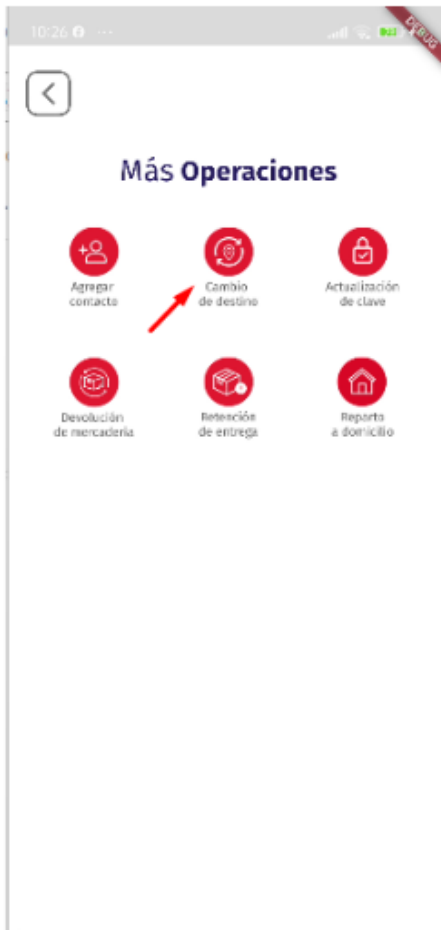 10:26
DEBUG
Más Operaciones
Agregar
contacto
Cambio
de destino
Actualización
de clave
Devolución
de mercadería
Retención
de entrega
Reparto
a domicilio